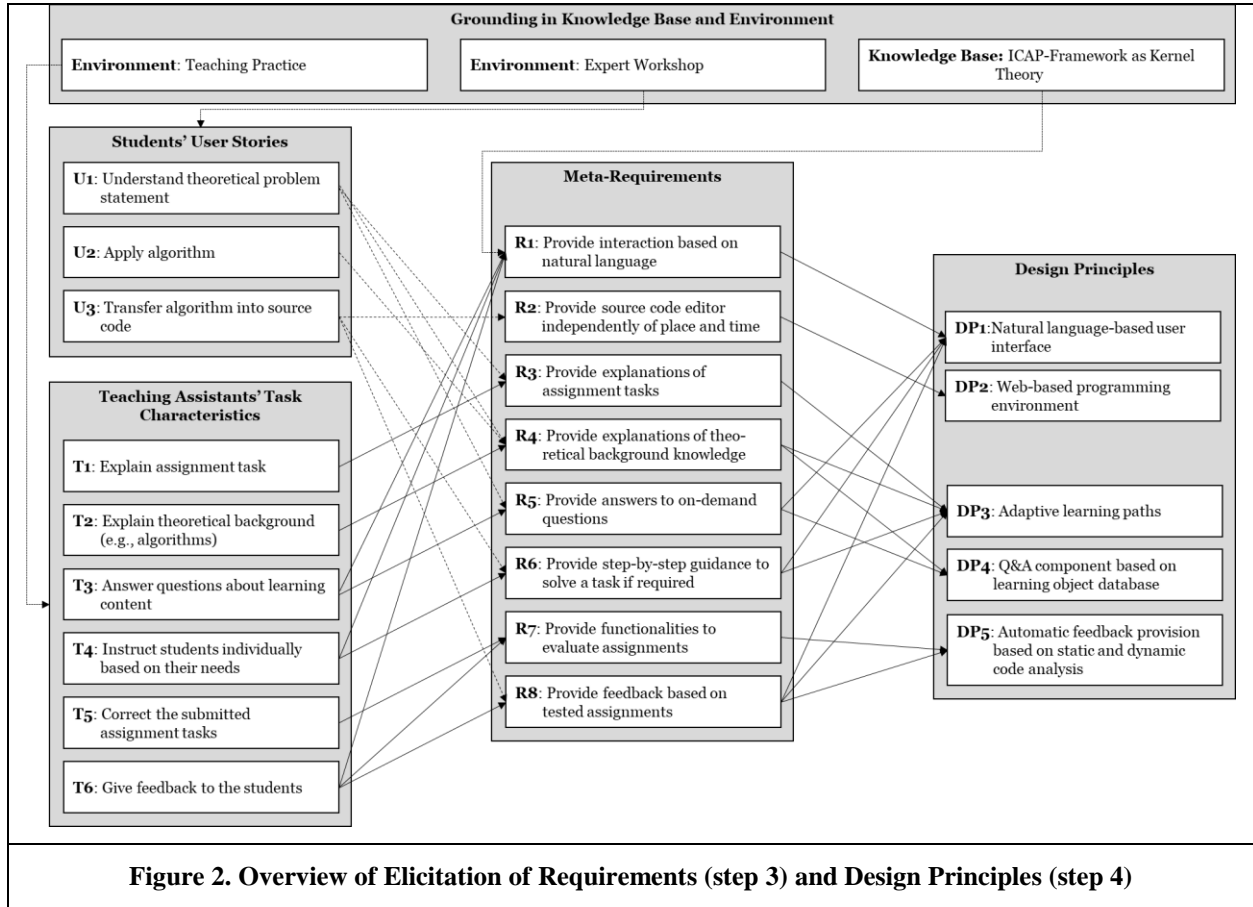 Grounding in Knowledge Base and Environment
Environment: Teaching Practice
Environment: Expert Workshop
Knowledge Base: ICAP-Framework as Kernel
Theory
Students' User Stories
U1: Understand theoretical problem
statement
U2: Apply algorithm
U3: Transfer algorithm into source
code
Teaching Assistants' Task
Characteristics
T1: Explain assignment task
T2: Explain theoretical background
(e.g., algorithms)
T3: Answer questions about learning
content
T4: Instruct students individually
based on their needs
T5: Correct the submitted
assignment tasks
T6: Give feedback to the students
Meta-Requirements
R1: Provide interaction based on
natural language
R2: Provide source code editor
independently of place and time
R3: Provide explanations of
assignment tasks
R4: Provide explanations of theo-
retical background knowledge
R5: Provide answers to on-demand
questions
R6: Provide step-by-step guidance to
solve a task if required
R7: Provide functionalities to
evaluate assignments
R8: Provide feedback based on
tested assignments
Design Principles
DP1:Natural language-based user
interface
DP2: Web-based programming
environment
DP3: Adaptive learning paths
DP4: Q&A component based on
learning object database
DP5: Automatic feedback provision
based on static and dynamic
code analysis
Figure 2. Overview of Elicitation of Requirements (step 3) and Design Principles (step 4)